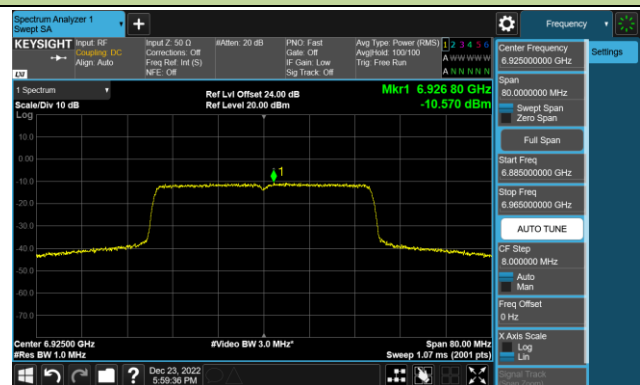 Spectrum Analyzer 1
Swept SA
Frequency
KEYSIGHT
Input: RF
Coupling: DC
Align: Auto
Input Z: 50 Ω
Corrections: Off
Freq Ref: Int (S)
NFE: Off
#Atten: 20 dB
PNO: Fast
Gate: Off
IF Gain: Low
Sig Track: Off
Avg Type: Power (RMS)
Avg|Hold: 100/100
Trig: Free Run
1 2 3 4 5 6
A W W W W W
A N N N N N
LXI
1 Spectrum
Scale/Div 10 dB
Log
Ref Lvl Offset 24.00 dB
Ref Level 20.00 dBm
Mkr1 6.926 80 GHz
-10.570 dBm
1
10.0
0.00
-10.0
-20.0
-30.0
-40.0
-50.0
-60.0
-70.0
Center 6.92500 GHz
#Res BW 1.0 MHz
#Video BW 3.0 MHz*
Span 80.00 MHz
Sweep 1.07 ms (2001 pts)
Dec 23, 2022
5:59:36 PM
Center Frequency
6.925000000 GHz
Settings
Span
80.0000000 MHz
Swept Span
Zero Span
Full Span
Start Freq
6.885000000 GHz
Stop Freq
6.965000000 GHz
AUTO TUNE
CF Step
8.000000 MHz
Auto
Man
Freq Offset
0 Hz
X Axis Scale
Log
Lin
Signal Track